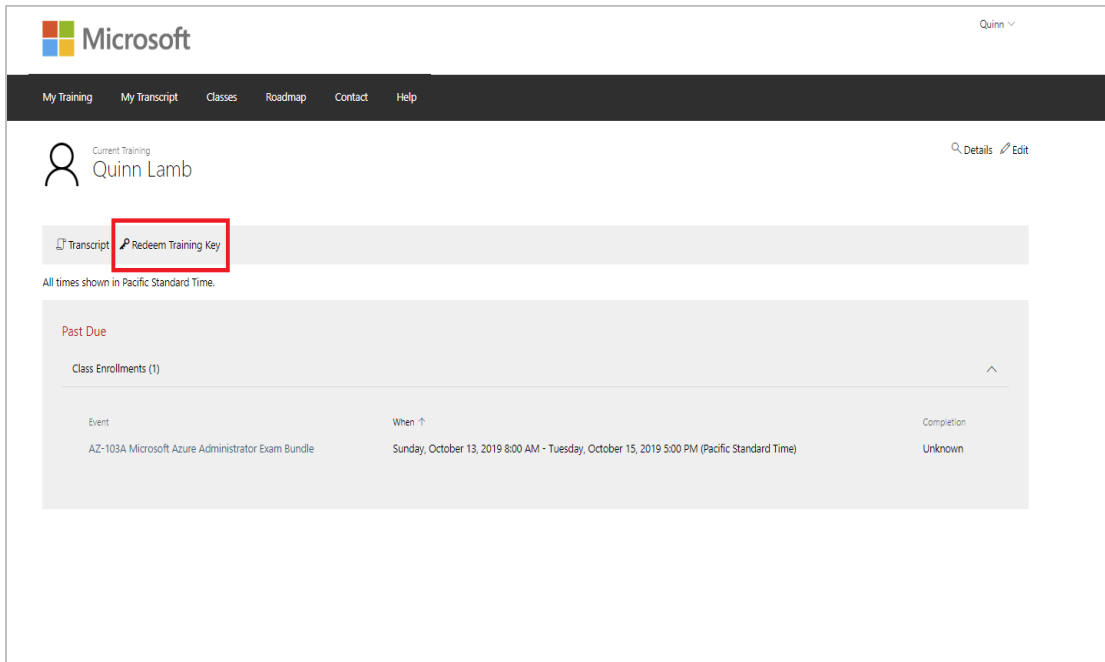 Microsoft
Quinn
My Training My Transcript Classes Roadmap Contact Help
Current Training
Quinn Lamb
Details Edit
Transcript Redeem Training Key
All times shown in Pacific Standard Time.
Past Due
Class Enrollments (1)
Event When ↑ Completion
AZ-103A Microsoft Azure Administrator Exam Bundle Sunday, October 13, 2019 8:00 AM - Tuesday, October 15, 2019 5:00 PM (Pacific Standard Time) Unknown